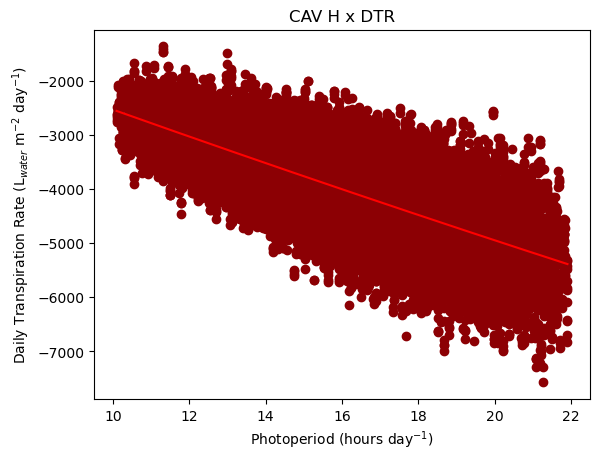 CAV H x DTR
Daily Transpiration Rate (L_water m⁻² day⁻¹)
−2000
−3000
−4000
−5000
−6000
−7000
10 12 14 16 18 20 22
Photoperiod (hours day⁻¹)